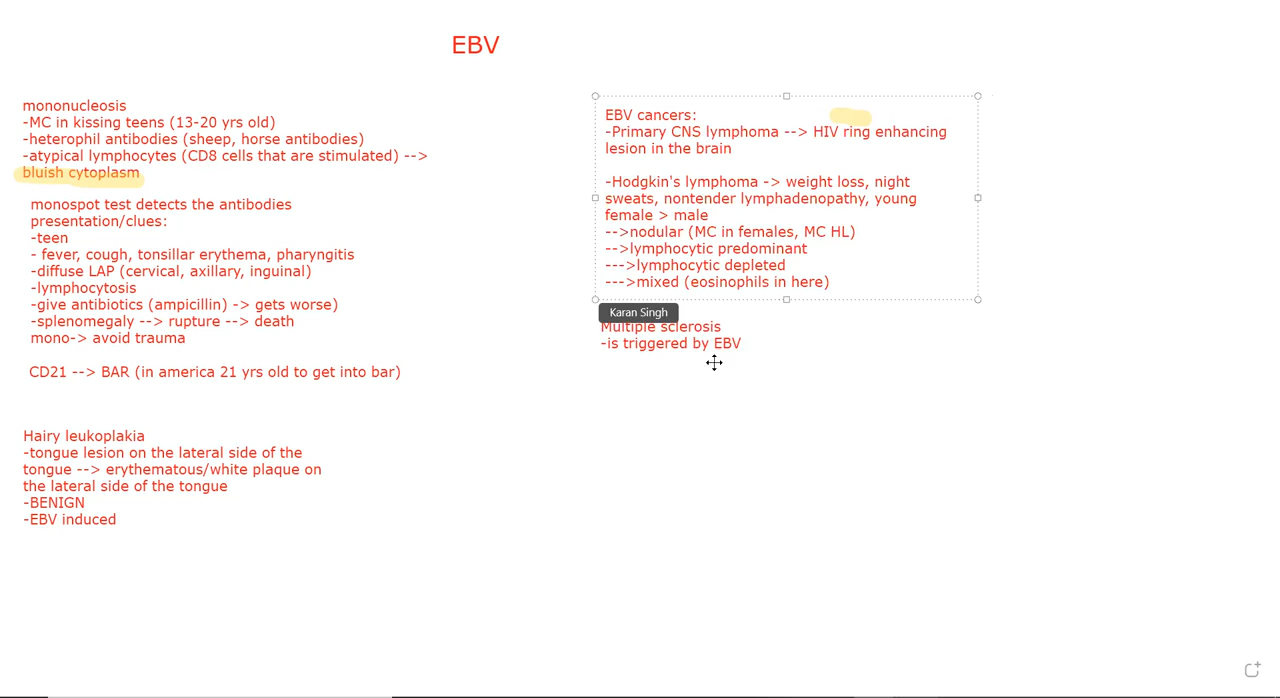 EBV
mononucleosis
-MC in kissing teens (13-20 yrs old)
-heterophil antibodies (sheep, horse antibodies)
-atypical lymphocytes (CD8 cells that are stimulated) -->
bluish cytoplasm
monospot test detects the antibodies
presentation/clues:
-teen
- fever, cough, tonsillar erythema, pharyngitis
-diffuse LAP (cervical, axillary, inguinal)
-lymphocytosis
-give antibiotics (ampicillin) -> gets worse)
-splenomegaly --> rupture --> death
mono-> avoid trauma
CD21 --> BAR (in america 21 yrs old to get into bar)
Hairy leukoplakia
-tongue lesion on the lateral side of the
tongue --> erythematous/white plaque on
the lateral side of the tongue
-BENIGN
-EBV induced
EBV cancers:
-Primary CNS lymphoma --> HIV ring enhancing
lesion in the brain
-Hodgkin's lymphoma -> weight loss, night
sweats, nontender lymphadenopathy, young
female > male
-->nodular (MC in females, MC HL)
-->lymphocytic predominant
--->lymphocytic depleted
--->mixed (eosinophils in here)
Karan Singh
Multiple sclerosis
-is triggered by EBV